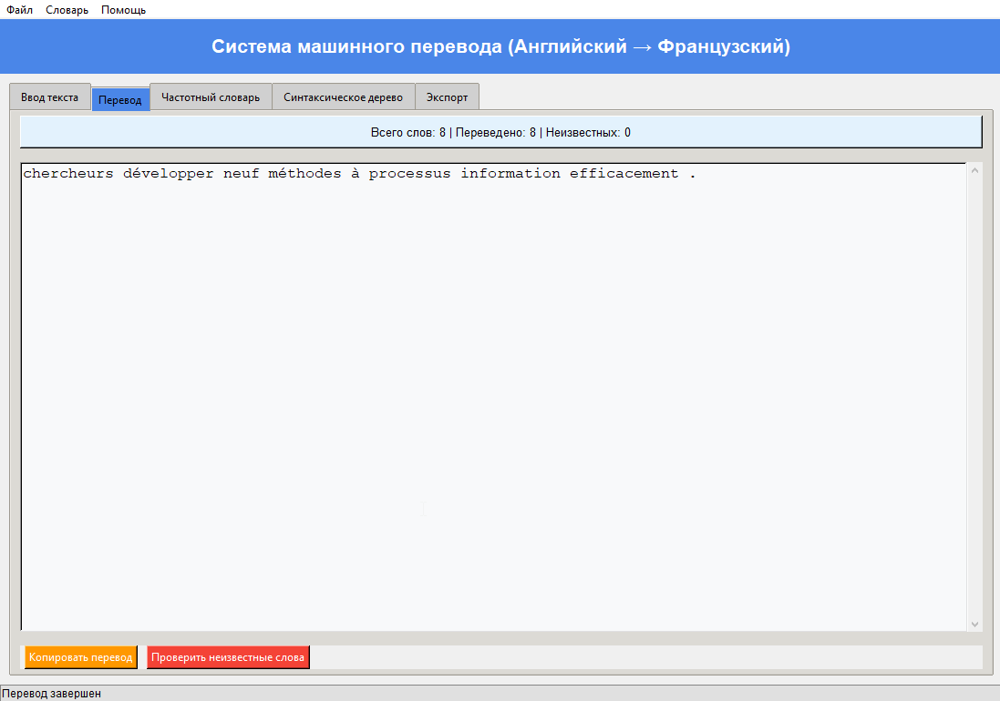 Файл Словарь Помощь
Система машинного перевода (Английский → Французский)
Ввод текста Перевод Частотный словарь Синтаксическое дерево Экспорт
Всего слов: 8 | Переведено: 8 | Неизвестных: 0
chercheurs développer neuf méthodes à processus information efficacement .
Копировать перевод Проверить неизвестные слова
Перевод завершен